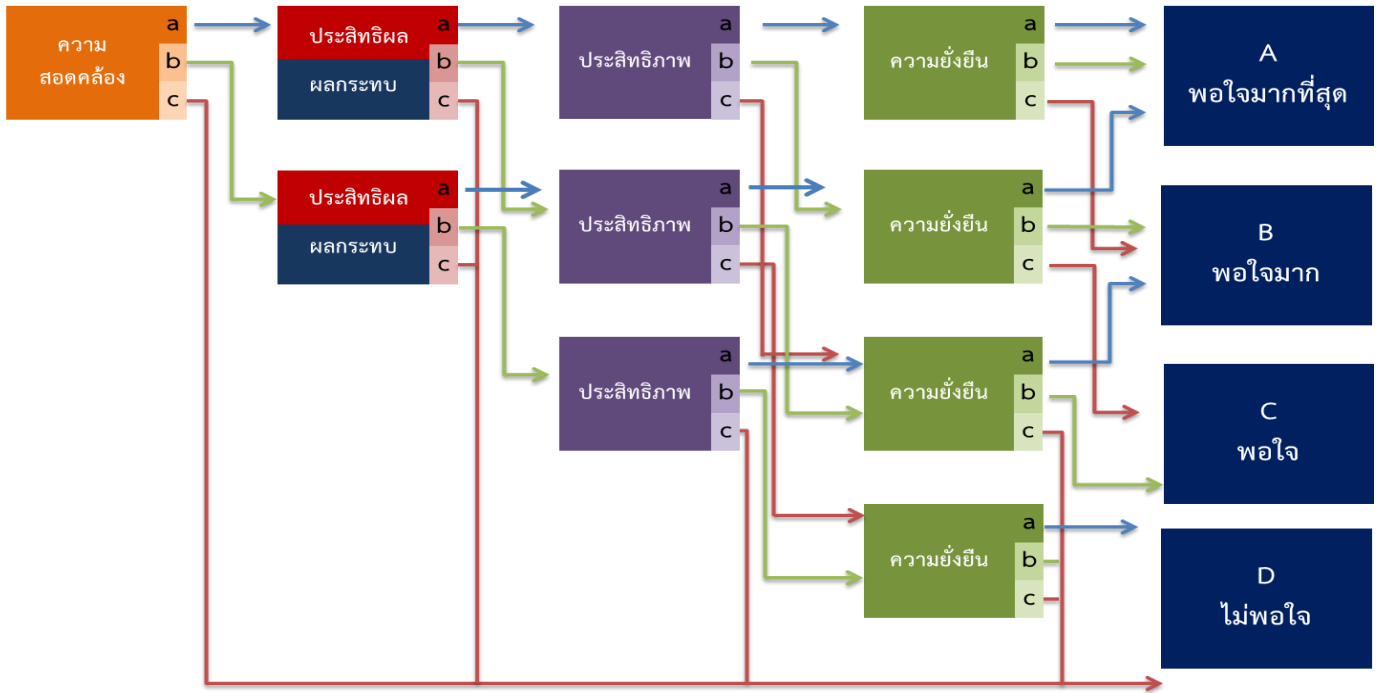 ความ
สอดคล้อง
a
b
c
ประสิทธิผล
ผลกระทบ
a
b
c
ประสิทธิภาพ
a
b
c
ความยั่งยืน
a
b
c
A
พอใจมากที่สุด
ประสิทธิผล
ผลกระทบ
a
b
c
ประสิทธิภาพ
a
b
c
ความยั่งยืน
a
b
c
B
พอใจมาก
ประสิทธิภาพ
a
b
c
ความยั่งยืน
a
b
c
C
พอใจ
ความยั่งยืน
a
b
c
D
ไม่พอใจ